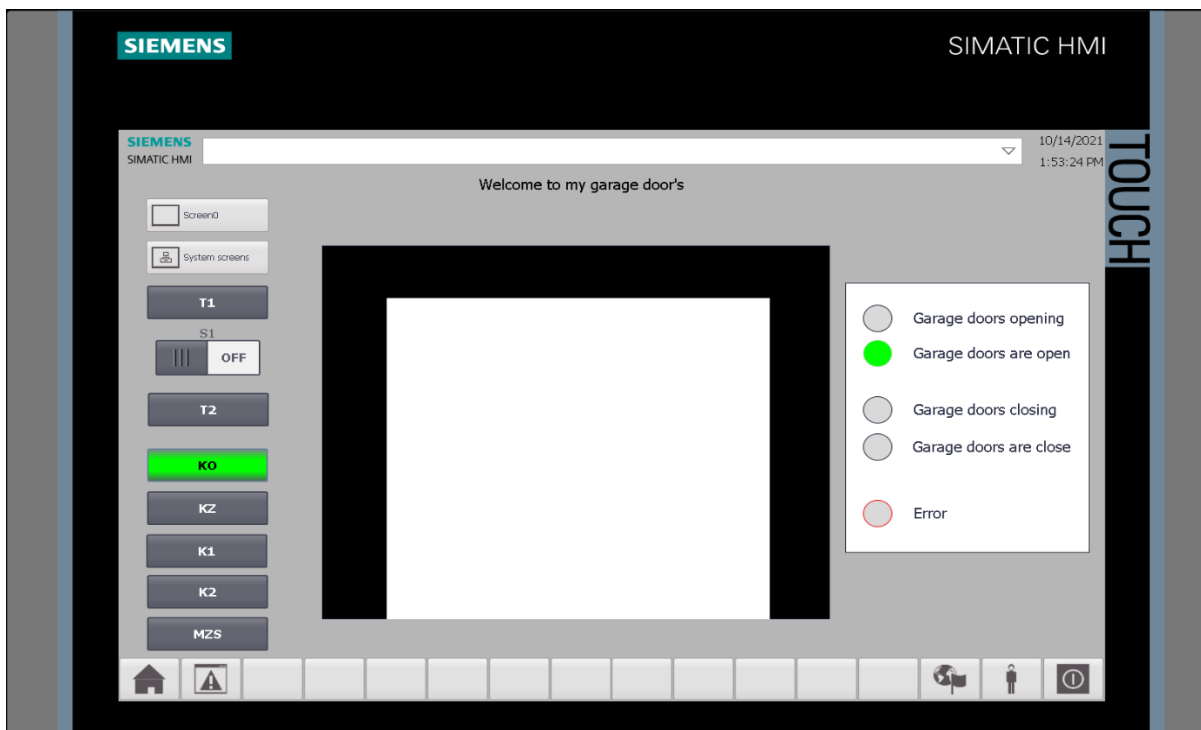 SIEMENS
SIMATIC HMI
TOUCH
SIEMENS
SIMATIC HMI
10/14/2021
1:53:24 PM
Welcome to my garage door's
Screen0
System screens
T1
S1
OFF
T2
KO
KZ
K1
K2
MZS
Garage doors opening
Garage doors are open
Garage doors closing
Garage doors are close
Error